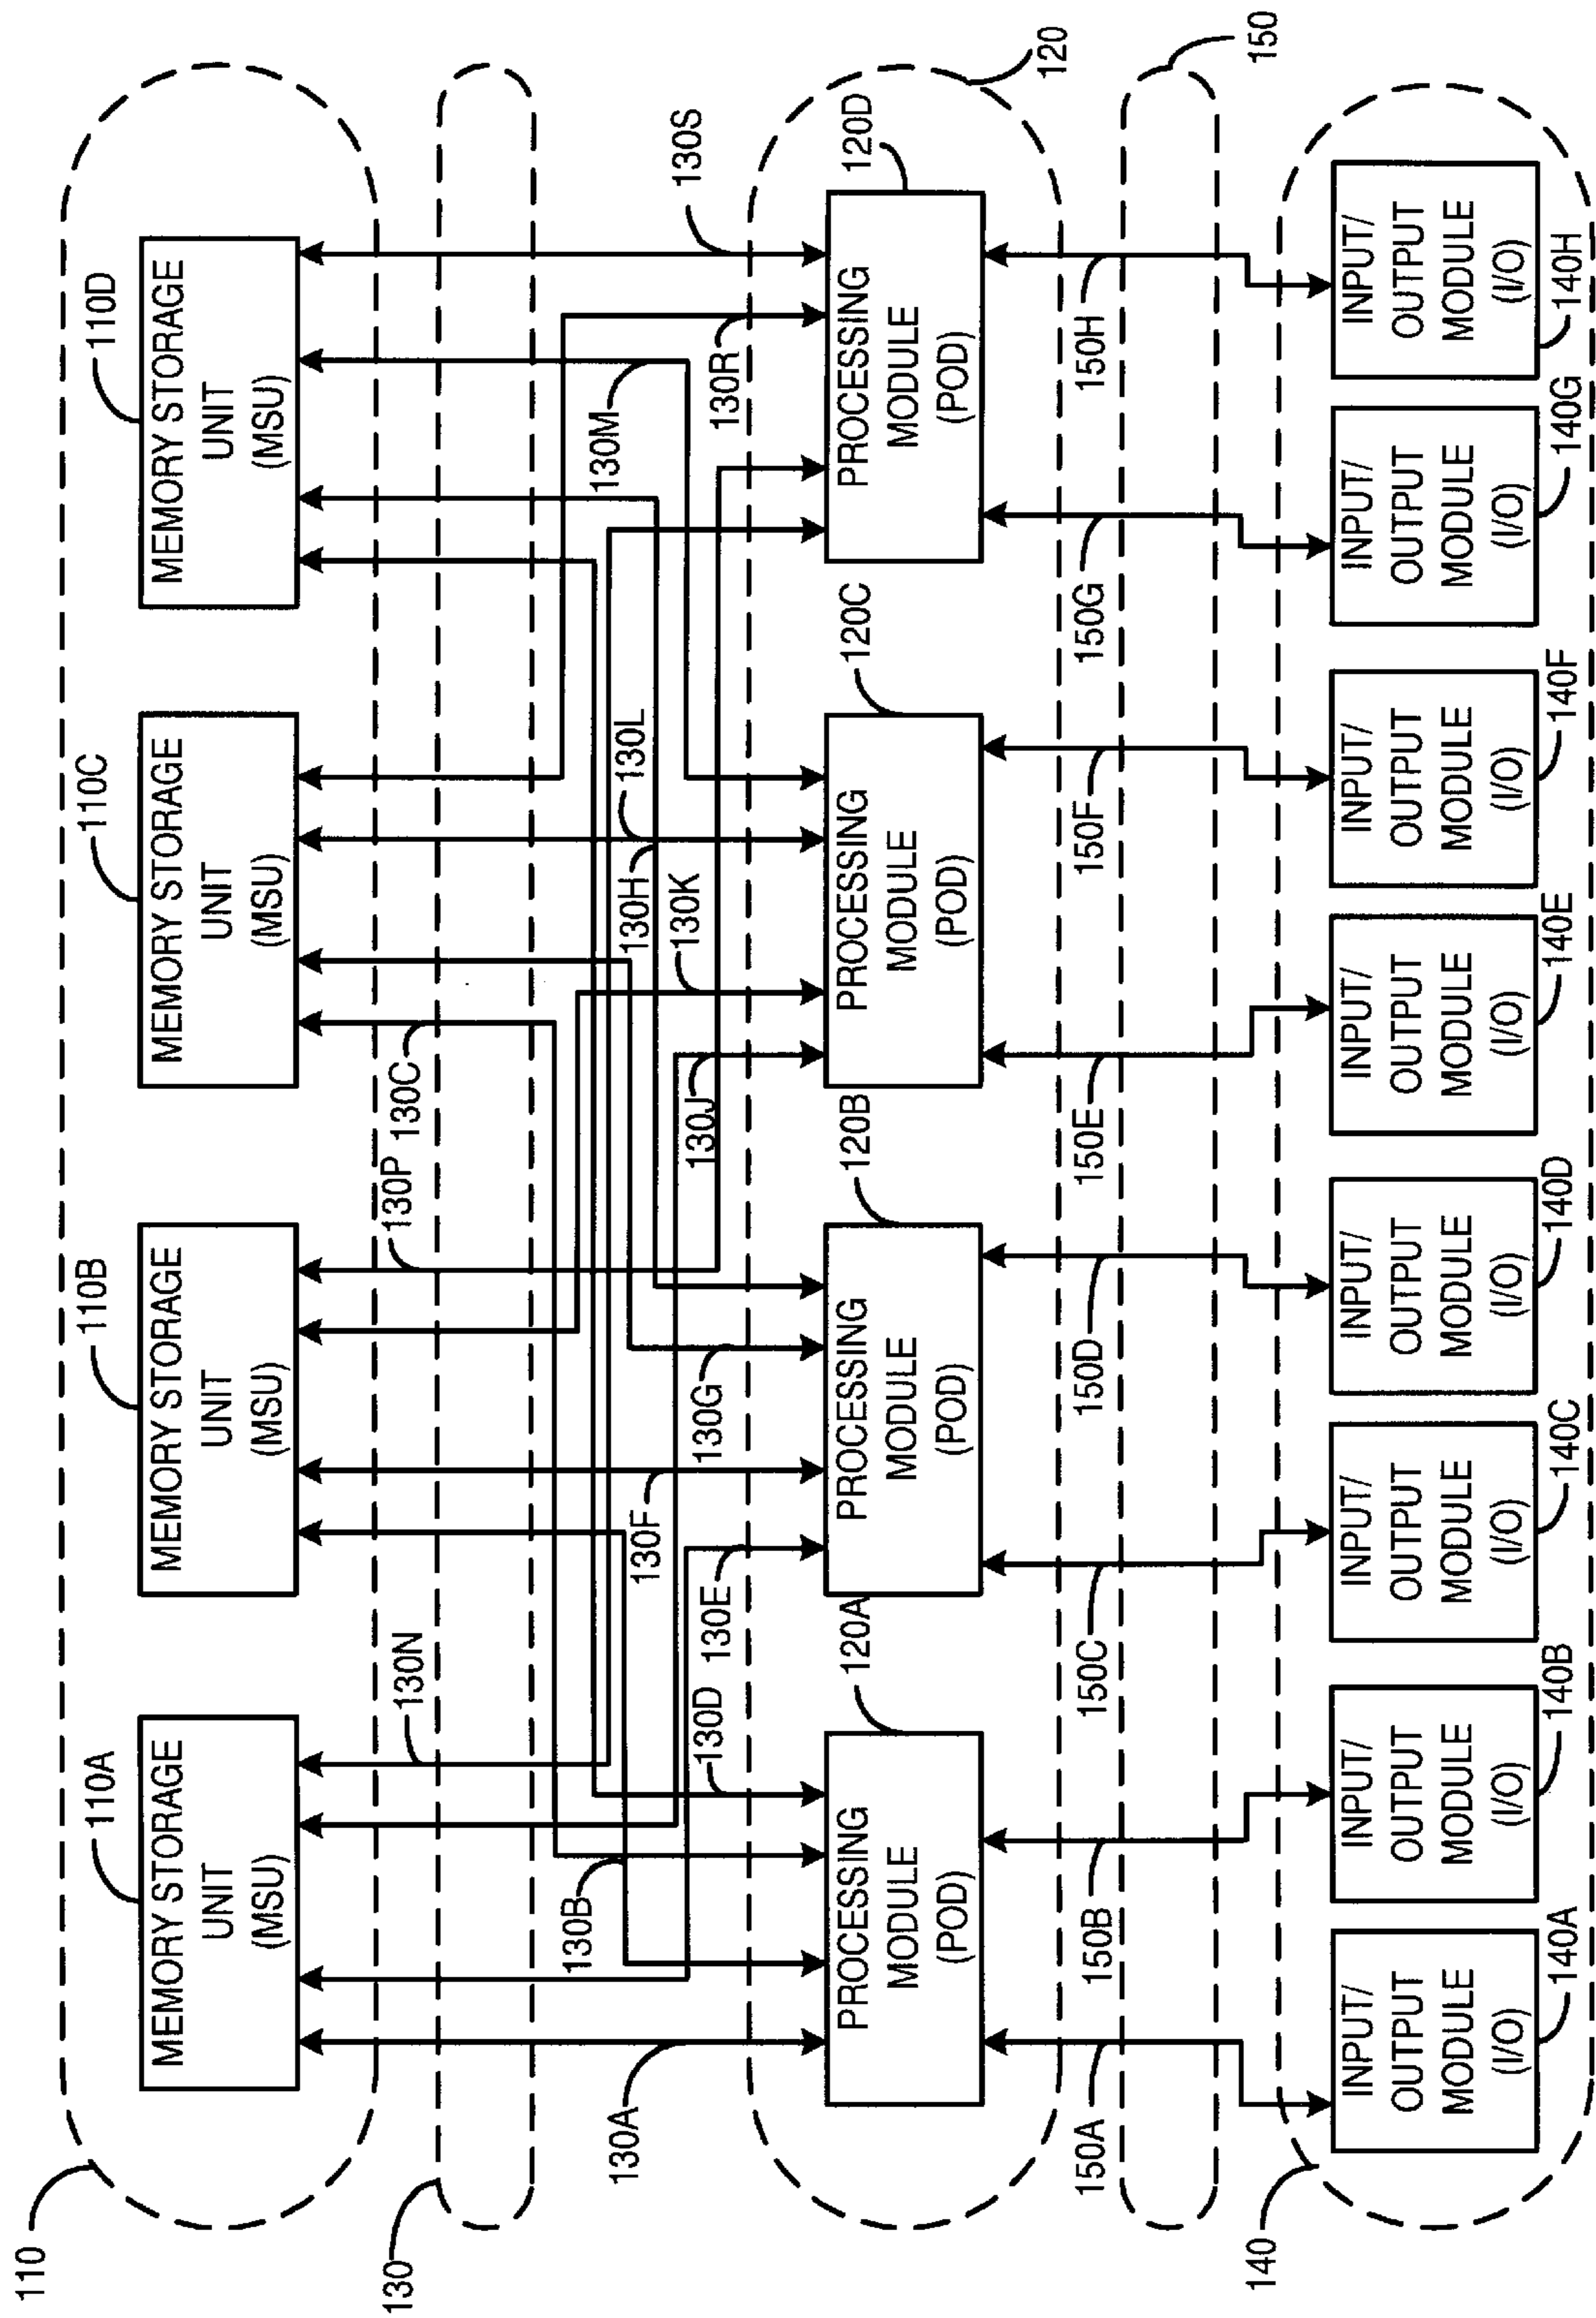 110
110A
110B
110C
110D
MEMORY STORAGE
UNIT
(MSU)
MEMORY STORAGE
UNIT
(MSU)
MEMORY STORAGE
UNIT
(MSU)
MEMORY STORAGE
UNIT
(MSU)
130
130N
130P
130C
130B
130M
130A
130F
130H
130L
130D
130E
130G
130J
130K
130R
130S
120A
120B
120C
120D
120
PROCESSING
MODULE
(POD)
PROCESSING
MODULE
(POD)
PROCESSING
MODULE
(POD)
PROCESSING
MODULE
(POD)
150A
150B
150C
150D
150E
150F
150G
150H
150
140
INPUT/
OUTPUT
MODULE
(I/O)
INPUT/
OUTPUT
MODULE
(I/O)
INPUT/
OUTPUT
MODULE
(I/O)
INPUT/
OUTPUT
MODULE
(I/O)
INPUT/
OUTPUT
MODULE
(I/O)
INPUT/
OUTPUT
MODULE
(I/O)
INPUT/
OUTPUT
MODULE
(I/O)
INPUT/
OUTPUT
MODULE
(I/O)
140A
140B
140C
140D
140E
140F
140G
140H